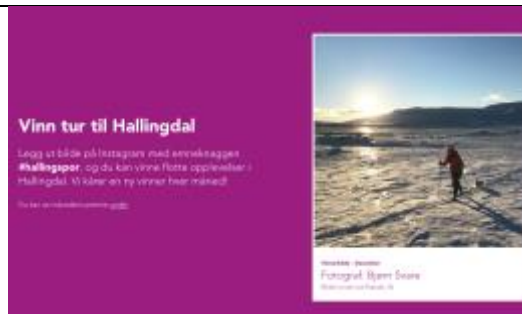 Vinn tur til Hallingdal
Legg ut bilde på Instagram med emneknaggen
#hallingspor, og du kan vinne flotte opplevelser i
Hallingdal. Vi kårer en ny vinner hver måned!
Fotograf: Bjørn Svare